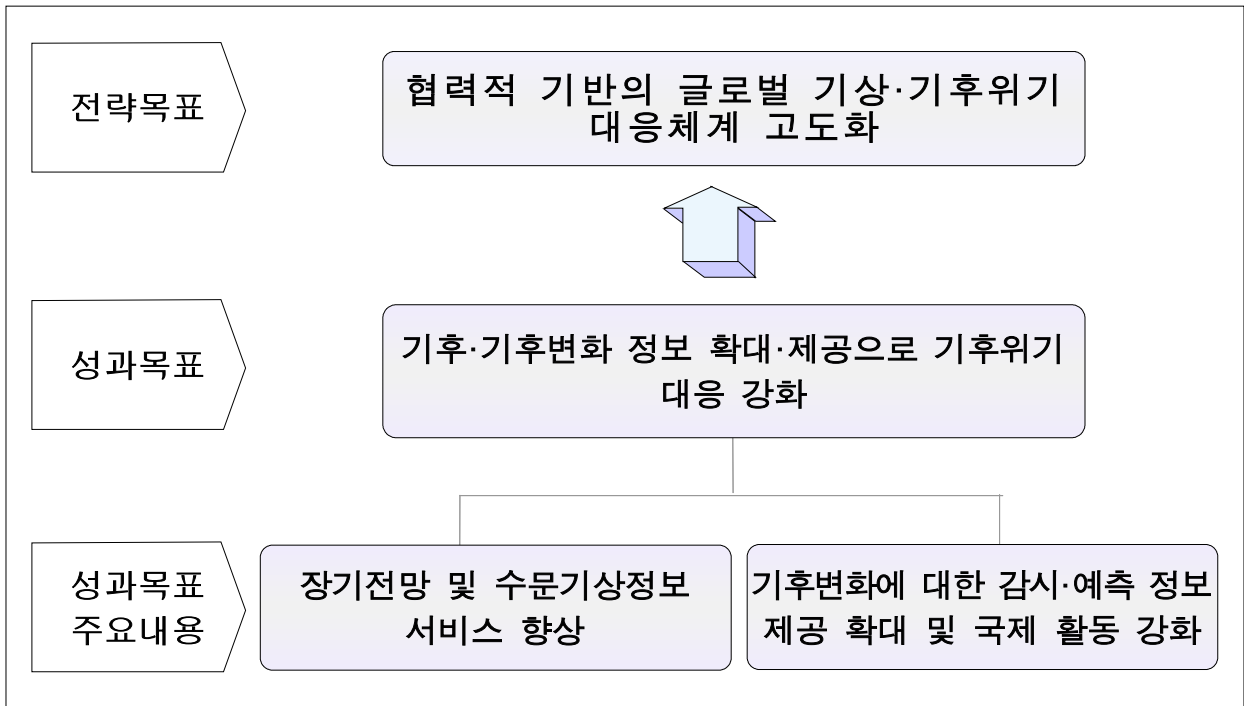 전략목표
협력적 기반의 글로벌 기상·기후위기
대응체계 고도화
성과목표
기후·기후변화 정보 확대·제공으로 기후위기
대응 강화
성과목표
주요내용
장기전망 및 수문기상정보
서비스 향상
기후변화에 대한 감시·예측 정보
제공 확대 및 국제 활동 강화